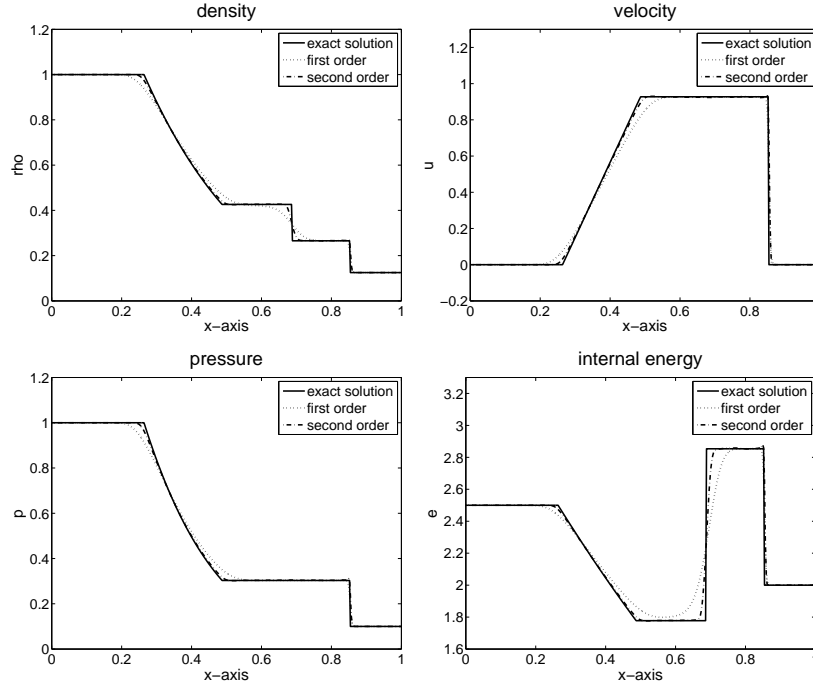 density
1.2
1
0.8
0.6
0.4
0.2
0
rho
0
0.2
0.4
0.6
0.8
1
x−axis
exact solution
first order
second order
velocity
1.2
1
0.8
0.6
0.4
0.2
0
−0.2
u
0
0.2
0.4
0.6
0.8
x−axis
exact solution
first order
second order
pressure
1.2
1
0.8
0.6
0.4
0.2
0
p
0
0.2
0.4
0.6
0.8
1
x−axis
exact solution
first order
second order
internal energy
3.2
3
2.8
2.6
2.4
2.2
2
1.8
1.6
e
0
0.2
0.4
0.6
0.8
x−axis
exact solution
first order
second order